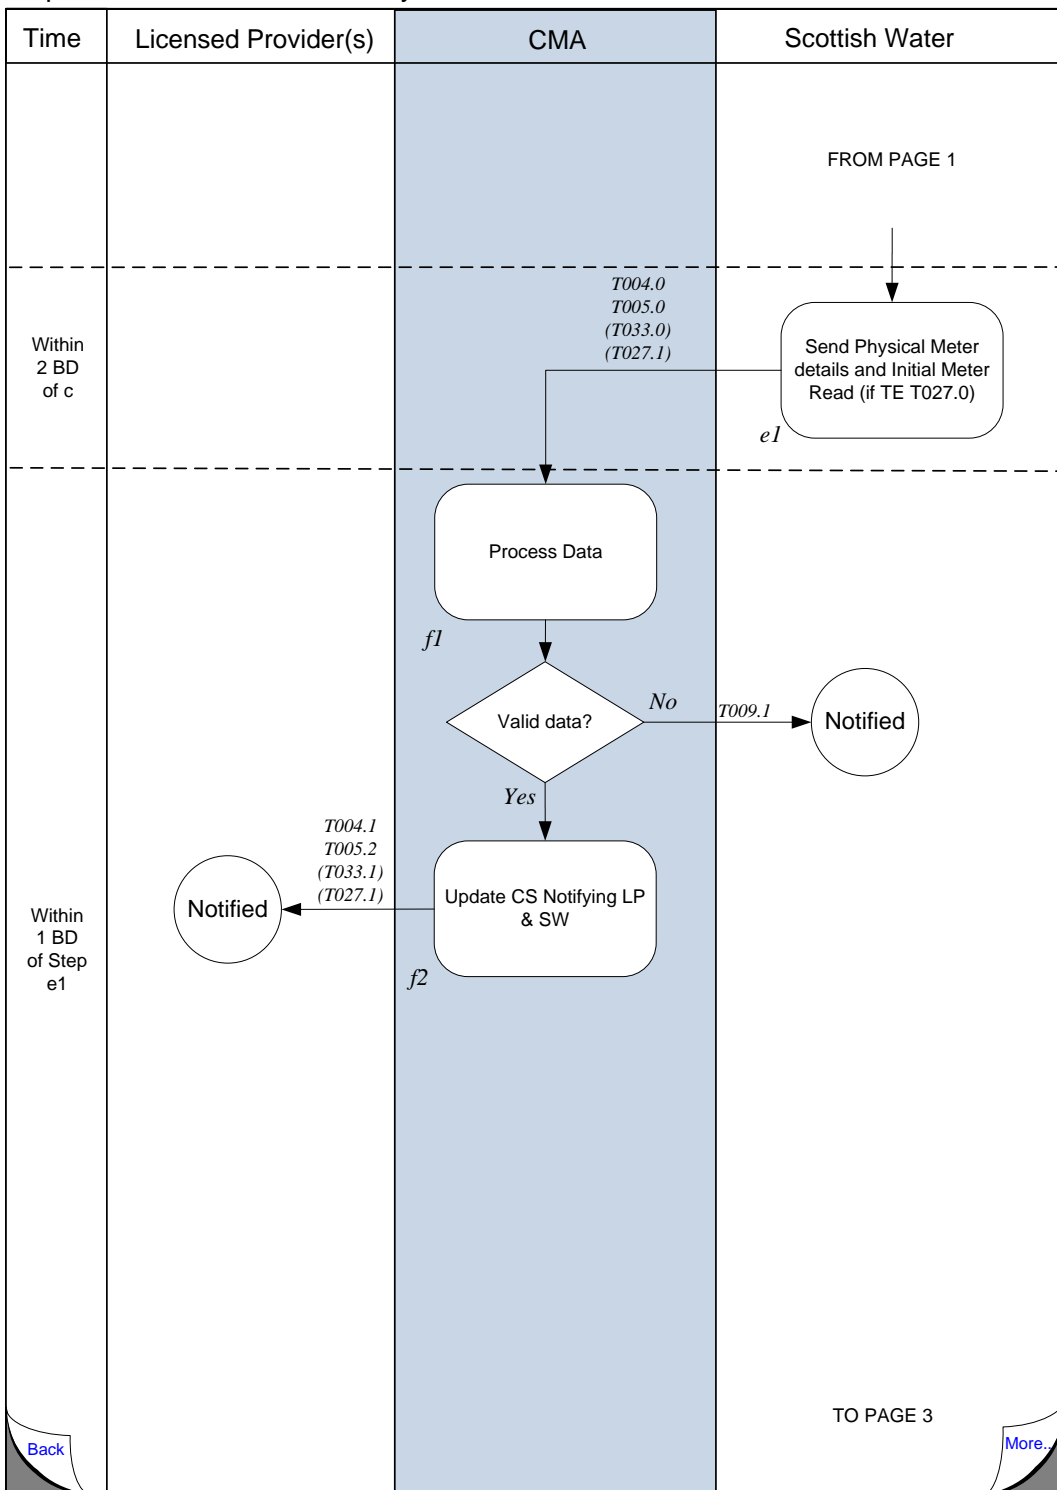 Time
Licensed Provider(s)
CMA
Scottish Water
FROM PAGE 1
Within
2 BD
of c
T004.0
T005.0
(T033.0)
(T027.1)
Send Physical Meter
details and Initial Meter
Read (if TE T027.0)
e1
Process Data
f1
Valid data?
No
T009.1
Notified
Yes
T004.1
T005.2
(T033.1)
(T027.1)
Notified
Update CS Notifying LP
& SW
f2
Within
1 BD
of Step
e1
TO PAGE 3
Back
More..